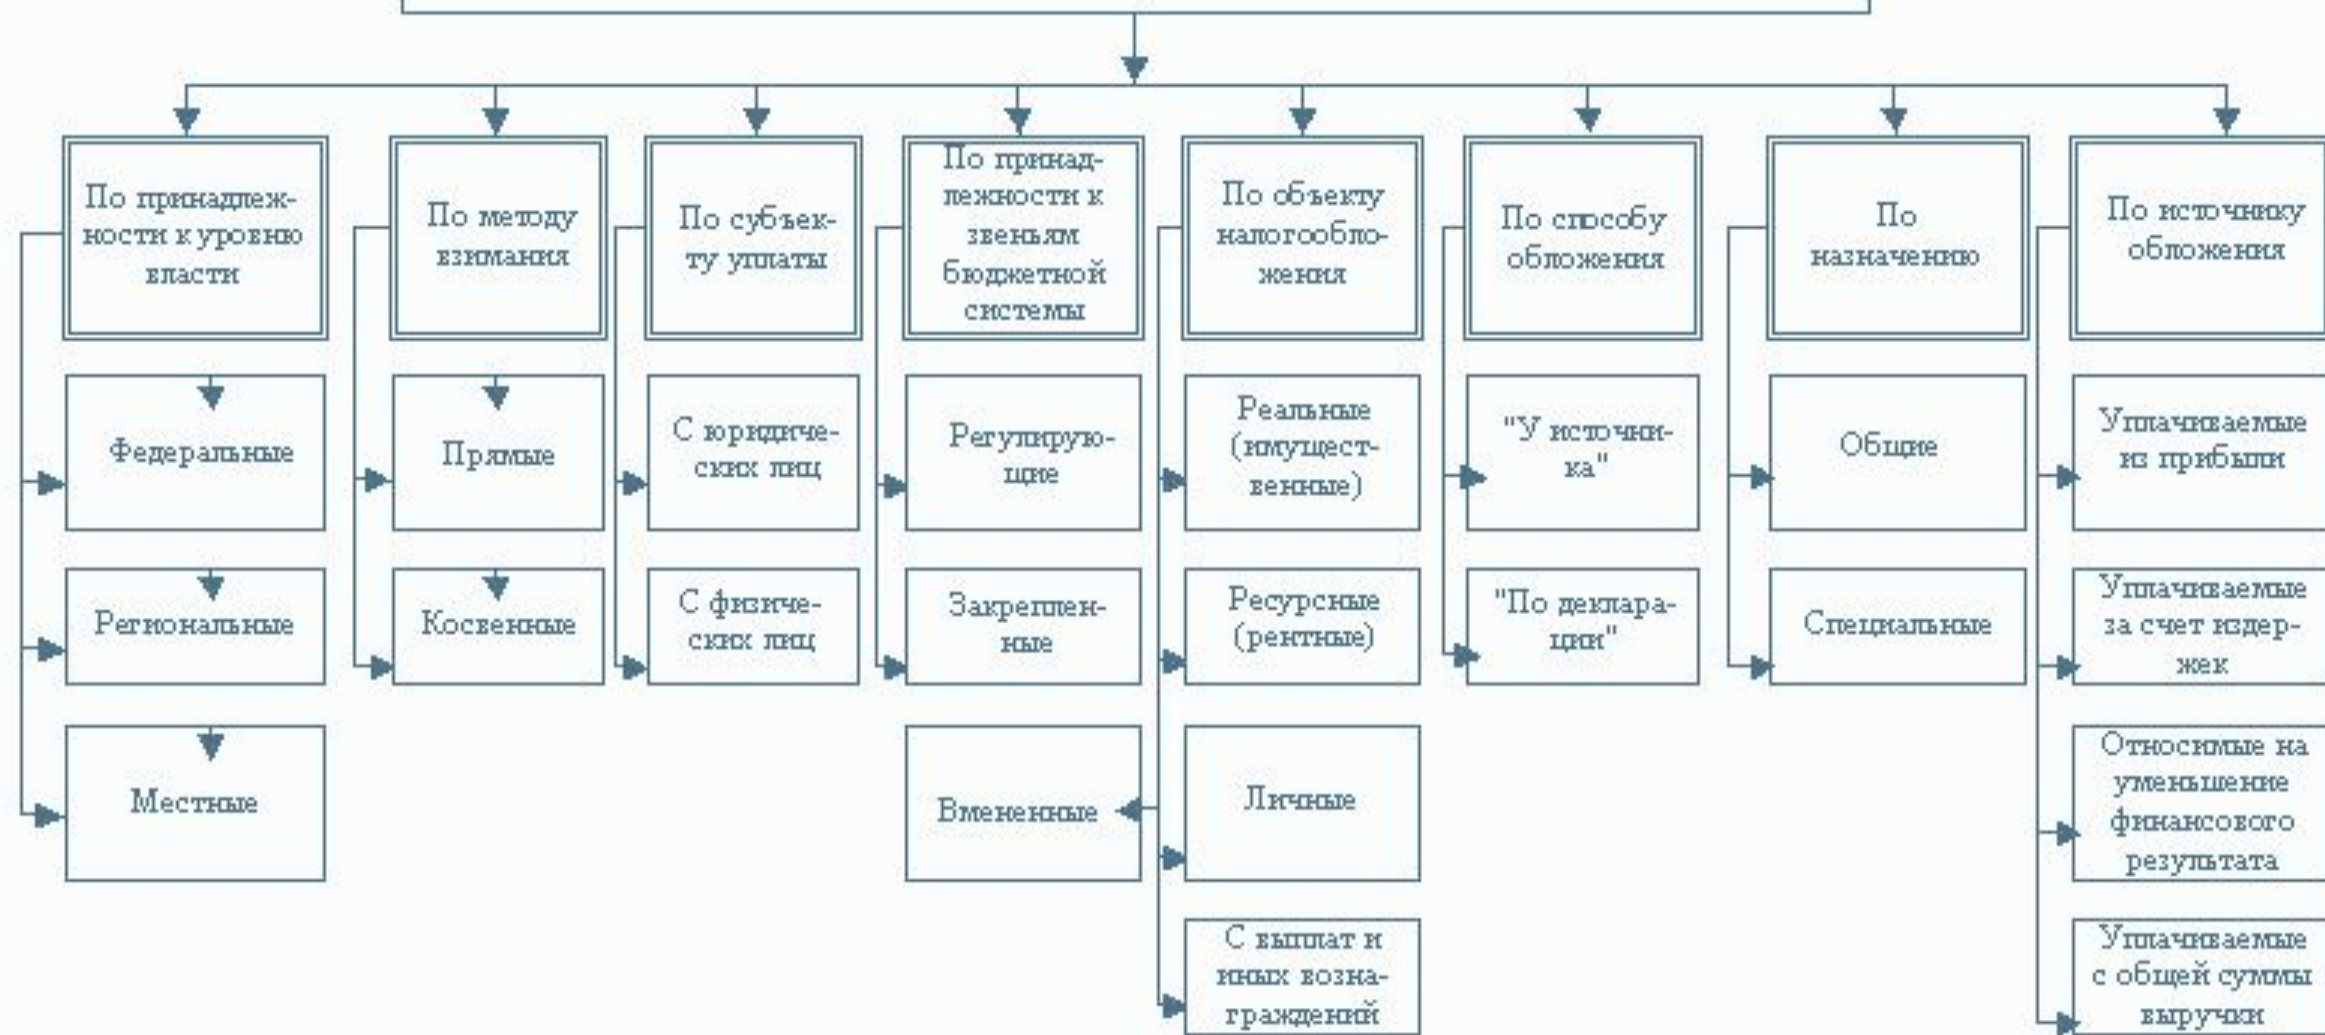 По принадлеж-
ности к уровню
власти
Федеральные
Региональные
Местные
По методу
взимания
Прямые
Косвенные
По субъек-
ту уплаты
С юридиче-
ских лиц
С физиче-
ских лиц
По принад-
лежности к
звеньям
бюджетной
системы
Регулирую-
щие
Закреплен-
ные
По объекту
налогообло-
жения
Реальные
(имущест-
венные)
Ресурсные
(рентные)
Вмененные
Личные
С выплат и
иных возна-
граждений
По способу
обложения
"У источни-
ка"
"По деклара-
ции"
По
назначению
Общие
Специальные
По источнику
обложения
Уплачиваемые
из прибыли
Уплачиваемые
за счет издер-
жек
Относимые на
уменьшение
финансового
результата
Уплачиваемые
с общей суммы
выручки